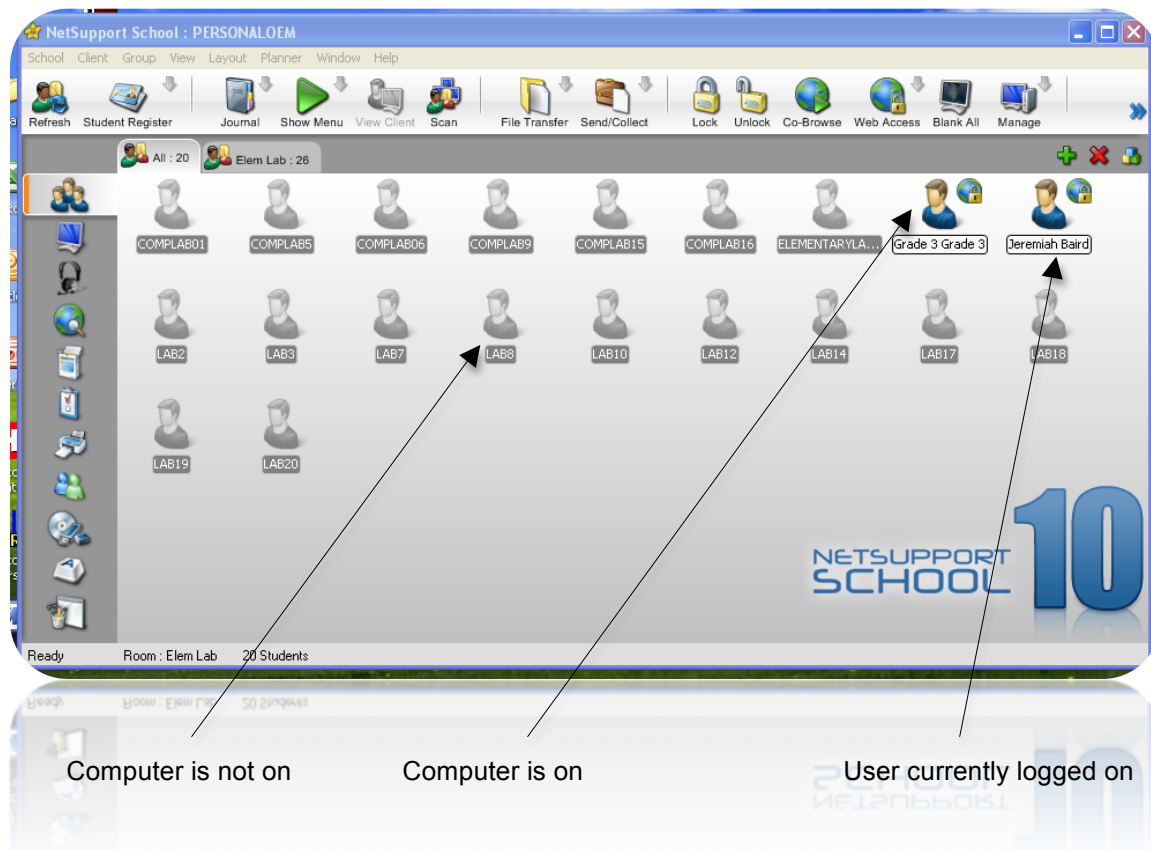 NetSupport School : PERSONALOEM
School Client Group View Layout Planner Window Help
Refresh Student Register Journal Show Menu View Client Scan File Transfer Send/Collect Lock Unlock Co-Browse Web Access Blank All Manage
All : 20 Elem Lab : 26
COMPLAB01 COMPLAB5 COMPLAB06 COMPLAB9 COMPLAB15 COMPLAB16 ELEMENTARYLA... Grade 3 Grade 3 Jeremiah Baird
LAB2 LAB3 LAB7 LAB8 LAB10 LAB12 LAB14 LAB17 LAB18
LAB19 LAB20
NETSUPPORT
SCHOOL 10
Ready Room : Elem Lab 20 Students
Computer is not on Computer is on User currently logged on